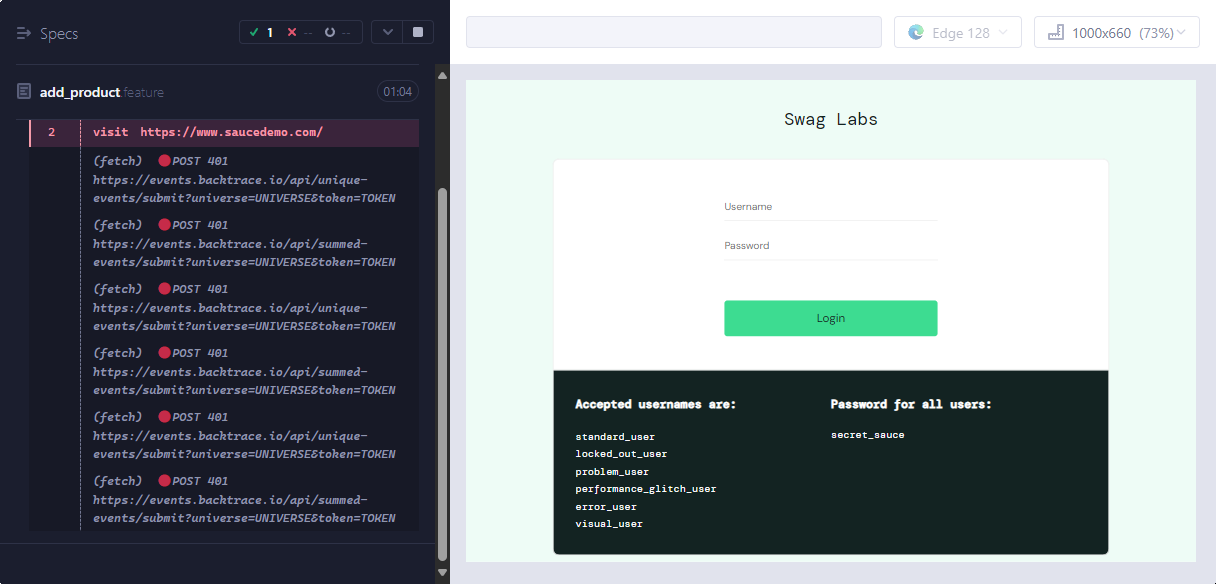 Specs
1 -- --
add_product.feature 01:04
2 visit https://www.saucedemo.com/
(fetch) POST 401
https://events.backtrace.io/api/unique-
events/submit?universe=UNIVERSE&token=TOKEN
(fetch) POST 401
https://events.backtrace.io/api/summed-
events/submit?universe=UNIVERSE&token=TOKEN
(fetch) POST 401
https://events.backtrace.io/api/unique-
events/submit?universe=UNIVERSE&token=TOKEN
(fetch) POST 401
https://events.backtrace.io/api/summed-
events/submit?universe=UNIVERSE&token=TOKEN
(fetch) POST 401
https://events.backtrace.io/api/unique-
events/submit?universe=UNIVERSE&token=TOKEN
(fetch) POST 401
https://events.backtrace.io/api/summed-
events/submit?universe=UNIVERSE&token=TOKEN
Edge 128
1000x660 (73%)
Swag Labs
Username
Password
Login
Accepted usernames are:
standard_user
locked_out_user
problem_user
performance_glitch_user
error_user
visual_user
Password for all users:
secret_sauce